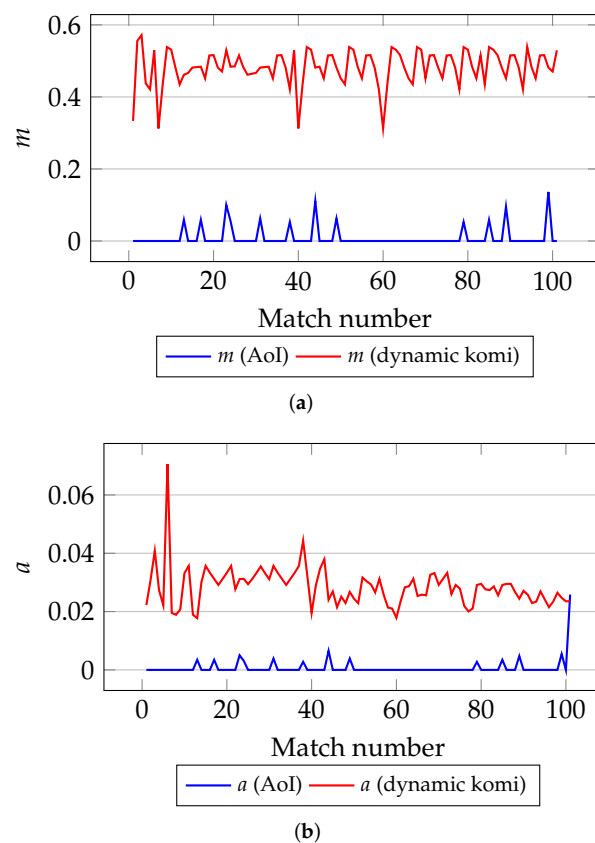 0.6
0.4
m
0.2
0
0 20 40 60 80 100
Match number
m (AoI) m (dynamic komi)
(a)
0.06
0.04
a
0.02
0
0 20 40 60 80 100
Match number
a (AoI) a (dynamic komi)
(b)